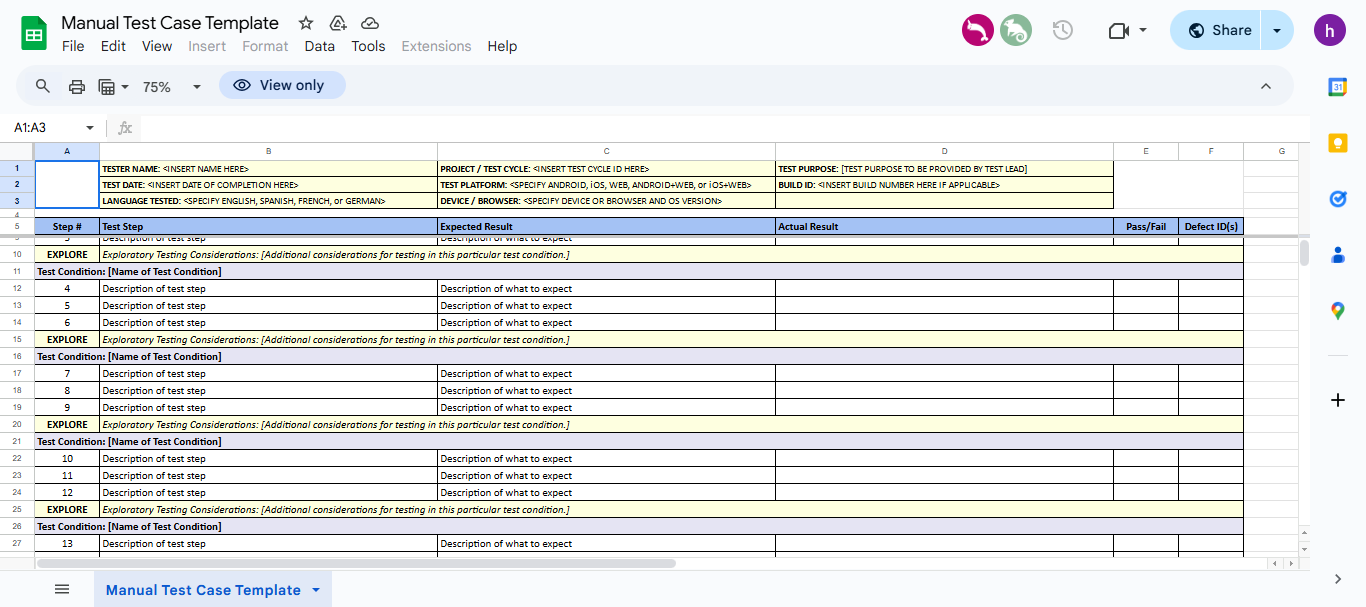 Manual Test Case Template
File Edit View Insert Format Data Tools Extensions Help
Share
h
75%
View only
31
A1:A3
fx
A B C D E F G
1 TESTER NAME: <INSERT NAME HERE> PROJECT / TEST CYCLE: <INSERT TEST CYCLE ID HERE> TEST PURPOSE: [TEST PURPOSE TO BE PROVIDED BY TEST LEAD]
2 TEST DATE: <INSERT DATE OF COMPLETION HERE> TEST PLATFORM: <SPECIFY ANDROID, iOS, WEB, ANDROID+WEB, or iOS+WEB> BUILD ID: <INSERT BUILD NUMBER HERE IF APPLICABLE>
3 LANGUAGE TESTED: <SPECIFY ENGLISH, SPANISH, FRENCH, or GERMAN> DEVICE / BROWSER: <SPECIFY DEVICE OR BROWSER AND OS VERSION>
4
5 Step # Test Step Expected Result Actual Result Pass/Fail Defect ID(s)
10 EXPLORE Exploratory Testing Considerations: [Additional considerations for testing in this particular test condition.]
11 Test Condition: [Name of Test Condition]
12 4 Description of test step Description of what to expect
13 5 Description of test step Description of what to expect
14 6 Description of test step Description of what to expect
15 EXPLORE Exploratory Testing Considerations: [Additional considerations for testing in this particular test condition.]
16 Test Condition: [Name of Test Condition]
17 7 Description of test step Description of what to expect
18 8 Description of test step Description of what to expect
19 9 Description of test step Description of what to expect
20 EXPLORE Exploratory Testing Considerations: [Additional considerations for testing in this particular test condition.]
21 Test Condition: [Name of Test Condition]
22 10 Description of test step Description of what to expect
23 11 Description of test step Description of what to expect
24 12 Description of test step Description of what to expect
25 EXPLORE Exploratory Testing Considerations: [Additional considerations for testing in this particular test condition.]
26 Test Condition: [Name of Test Condition]
27 13 Description of test step Description of what to expect
Manual Test Case Template